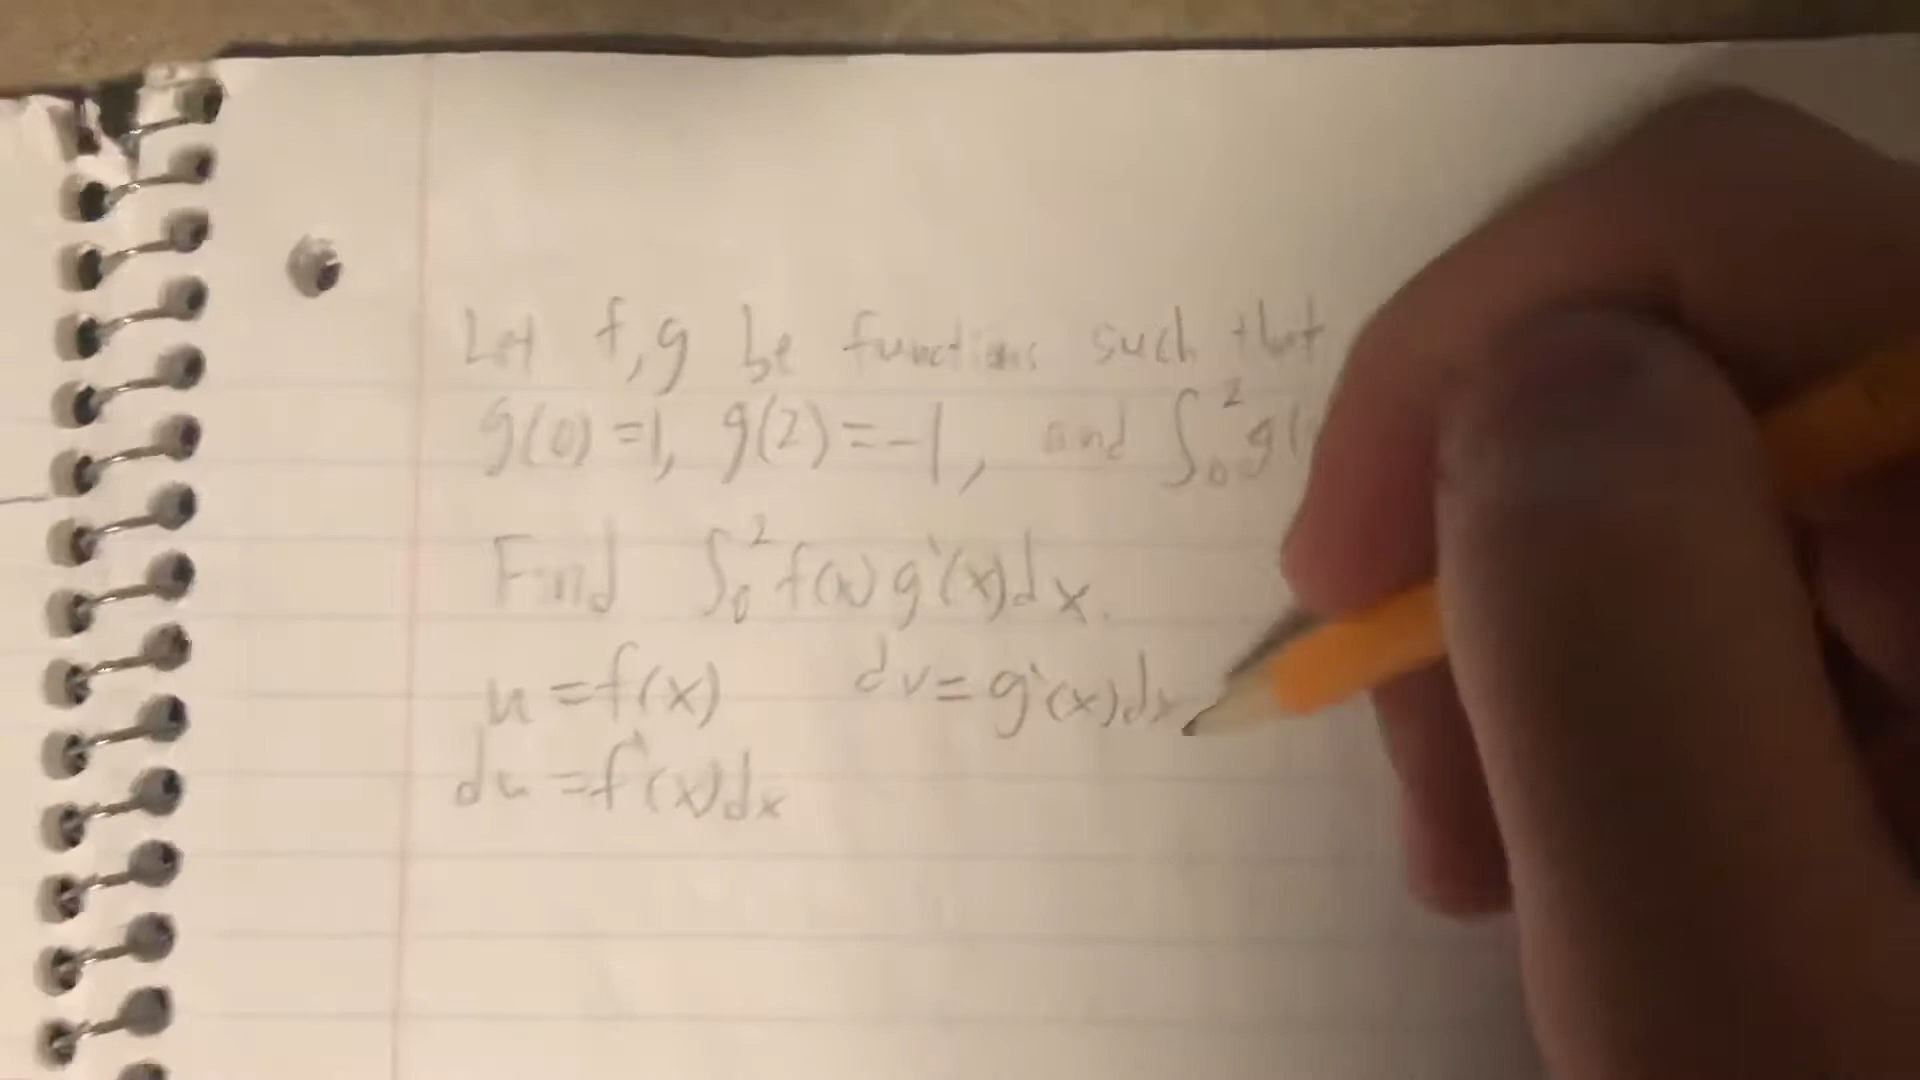 Let f,g be functions such that
g(0)=1, g(2)=-1, and ∫₀² g(
Find ∫₀² f(x)g'(x)dx.
u=f(x) dv=g'(x)dx
du=f'(x)dx